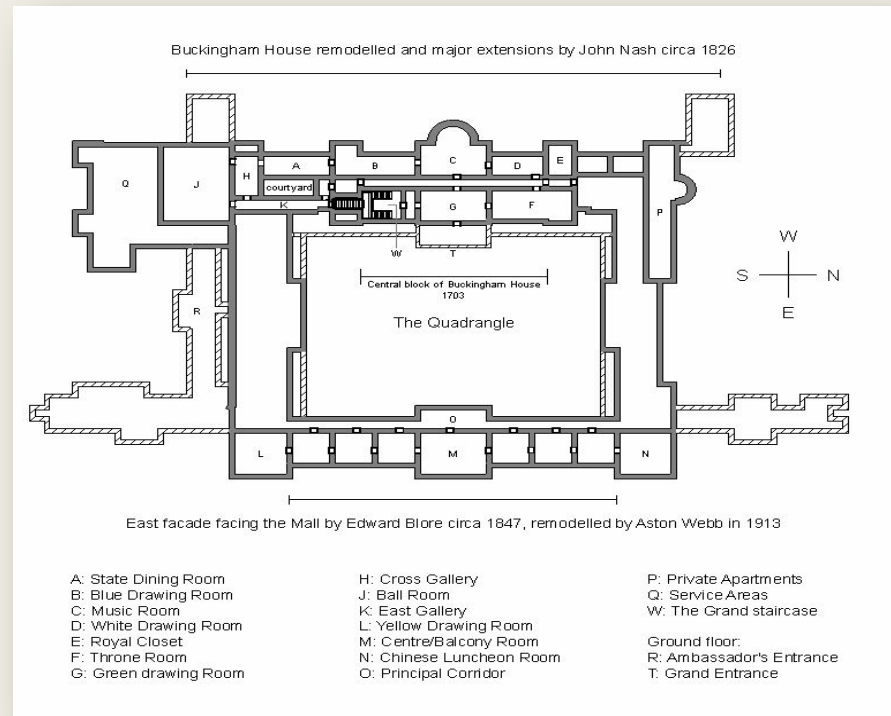 Buckingham House remodelled and major extensions by John Nash circa 1826
A
B
C
D
E
H
Q
J
courtyard
K
G
F
P
W
T
W
S
N
E
Central block of Buckingham House
1703
R
The Quadrangle
O
L
M
N
East facade facing the Mall by Edward Blore circa 1847, remodelled by Aston Webb in 1913
A: State Dining Room
B: Blue Drawing Room
C: Music Room
D: White Drawing Room
E: Royal Closet
F: Throne Room
G: Green drawing Room
H: Cross Gallery
J: Ball Room
K: East Gallery
L: Yellow Drawing Room
M: Centre/Balcony Room
N: Chinese Luncheon Room
O: Principal Corridor
P: Private Apartments
Q: Service Areas
W: The Grand staircase
Ground floor:
R: Ambassador's Entrance
T: Grand Entrance